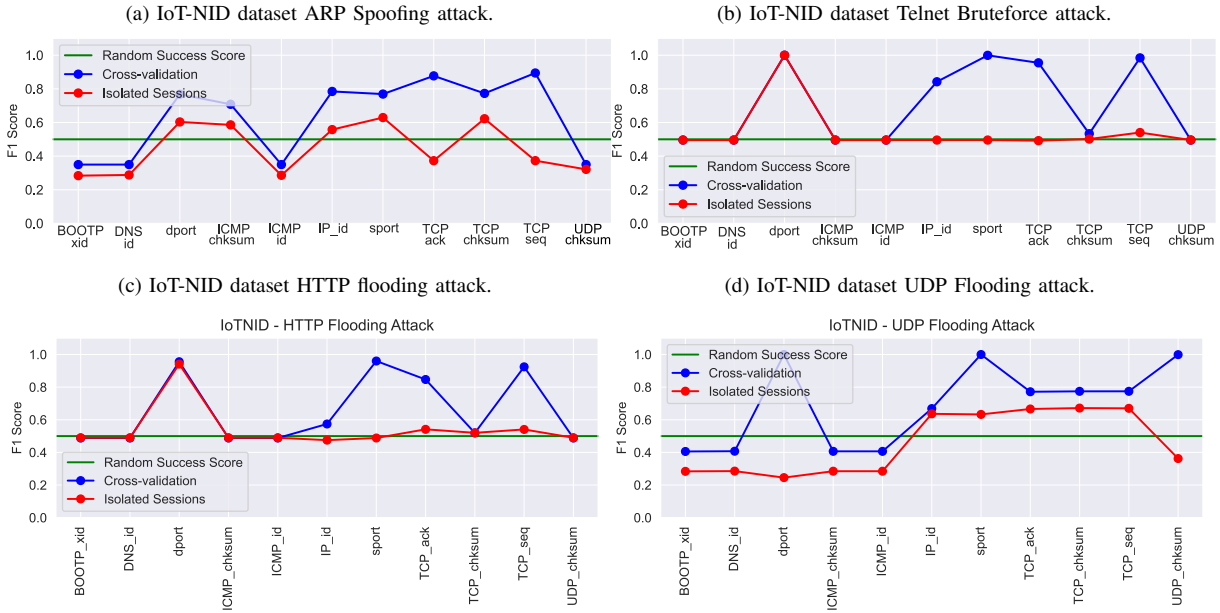 (a) IoT-NID dataset ARP Spoofing attack.
(b) IoT-NID dataset Telnet Bruteforce attack.
1.0
0.8
0.6
0.4
0.2
0.0
F1 Score
Random Success Score
Cross-validation
Isolated Sessions
BOOTP
xid
DNS
id
dport
ICMP
chksum
ICMP
id
IP_id
sport
TCP
ack
TCP
chksum
TCP
seq
UDP
chksum
1.0
0.8
0.6
0.4
0.2
0.0
F1 Score
Random Success Score
Cross-validation
Isolated Sessions
BOOTP
xid
DNS
id
dport
ICMP
chksum
ICMP
id
IP_id
sport
TCP
ack
TCP
chksum
TCP
seq
UDP
chksum
(c) IoT-NID dataset HTTP flooding attack.
(d) IoT-NID dataset UDP Flooding attack.
IoTNID - HTTP Flooding Attack
1.0
0.8
0.6
0.4
0.2
0.0
F1 Score
Random Success Score
Cross-validation
Isolated Sessions
BOOTP_xid
DNS_id
dport
ICMP_chksum
ICMP_id
IP_id
sport
TCP_ack
TCP_chksum
TCP_seq
UDP_chksum
IoTNID - UDP Flooding Attack
1.0
0.8
0.6
0.4
0.2
0.0
F1 Score
Random Success Score
Cross-validation
Isolated Sessions
BOOTP_xid
DNS_id
dport
ICMP_chksum
ICMP_id
IP_id
sport
TCP_ack
TCP_chksum
TCP_seq
UDP_chksum